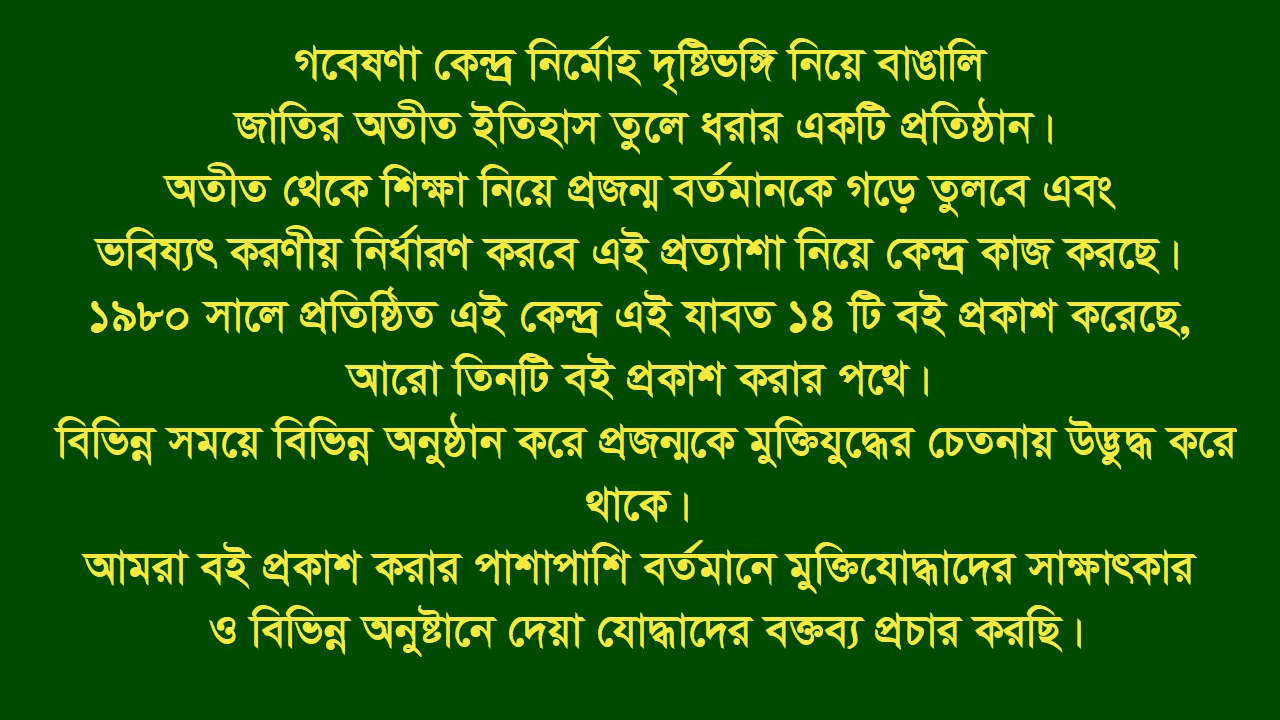 গবেষণা কেন্দ্র নির্মোহ দৃষ্টিভঙ্গি নিয়ে বাঙালি
জাতির অতীত ইতিহাস তুলে ধরার একটি প্রতিষ্ঠান।
অতীত থেকে শিক্ষা নিয়ে প্রজন্ম বর্তমানকে গড়ে তুলবে এবং
ভবিষ্যৎ করণীয় নির্ধারণ করবে এই প্রত্যাশা নিয়ে কেন্দ্র কাজ করছে।
১৯৮০ সালে প্রতিষ্ঠিত এই কেন্দ্র এই যাবত ১৪ টি বই প্রকাশ করেছে,
আরো তিনটি বই প্রকাশ করার পথে।
বিভিন্ন সময়ে বিভিন্ন অনুষ্ঠান করে প্রজন্মকে মুক্তিযুদ্ধের চেতনায় উদ্ভুদ্ধ করে
থাকে।
আমরা বই প্রকাশ করার পাশাপাশি বর্তমানে মুক্তিযোদ্ধাদের সাক্ষাৎকার
ও বিভিন্ন অনুষ্টানে দেয়া যোদ্ধাদের বক্তব্য প্রচার করছি।